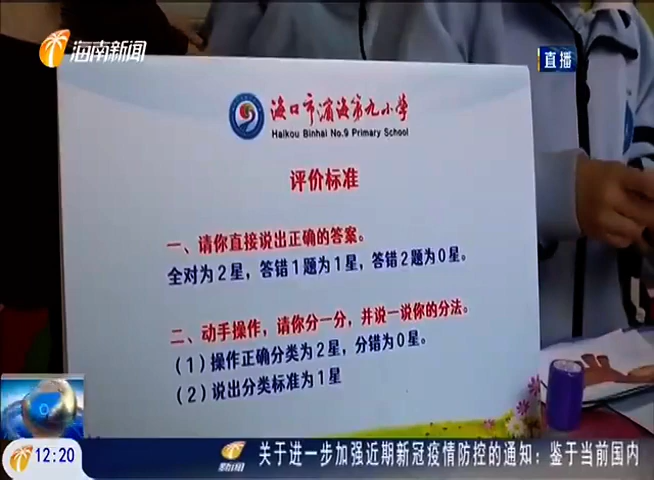 海南新闻
直播
海口市滨海第九小学
Haikou Binhai No.9 Primary School
评价标准
一、请你直接说出正确的答案。
全对为2星，答错1题为1星，答错2题为0星。
二、动手操作，请你分一分，并说一说你的分法。
（1）操作正确分类为2星，分错为0星。
（2）说出分类标准为1星
12:20
新闻
关于进一步加强近期新冠疫情防控的通知：鉴于当前国内